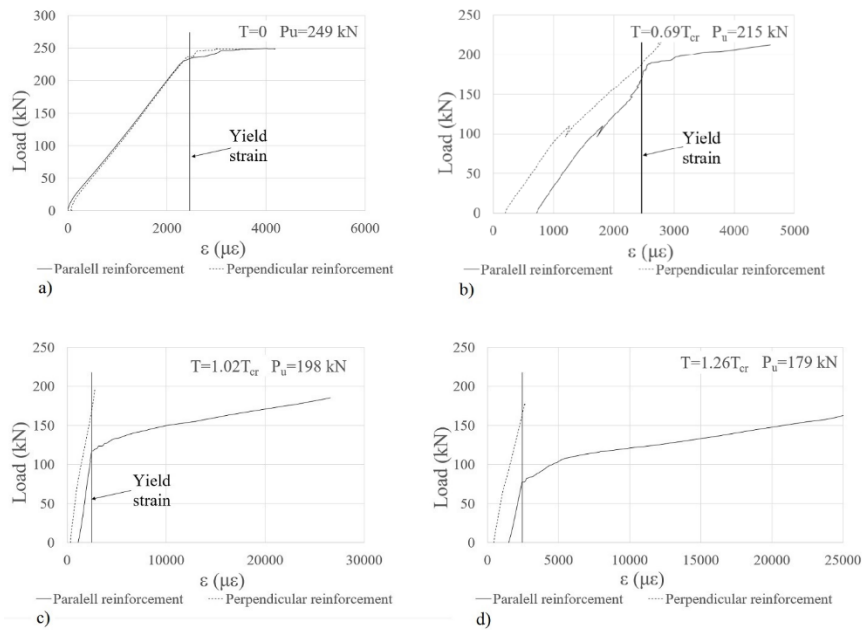 T=0 Pu=249 kN
300
250
200
150
100
50
0
Load (kN)
Yield
strain
0 2000 4000 6000
ε (με)
Paralell reinforcement Perpendicular reinforcement
a)
T=0.69Tcr Pu=215 kN
250
200
150
100
50
0
Load (kN)
Yield
strain
0 1000 2000 3000 4000 5000
ε (με)
Paralell reinforcement Perpendicular reinforcement
b)
T=1.02Tcr Pu=198 kN
250
200
150
100
50
0
Load (kN)
Yield
strain
0 10000 20000 30000
ε (με)
Paralell reinforcement Perpendicular reinforcement
c)
T=1.26Tcr Pu=179 kN
250
200
150
100
50
0
Load (kN)
0 5000 10000 15000 20000 25000
ε (με)
Paralell reinforcement Perpendicular reinforcement
d)